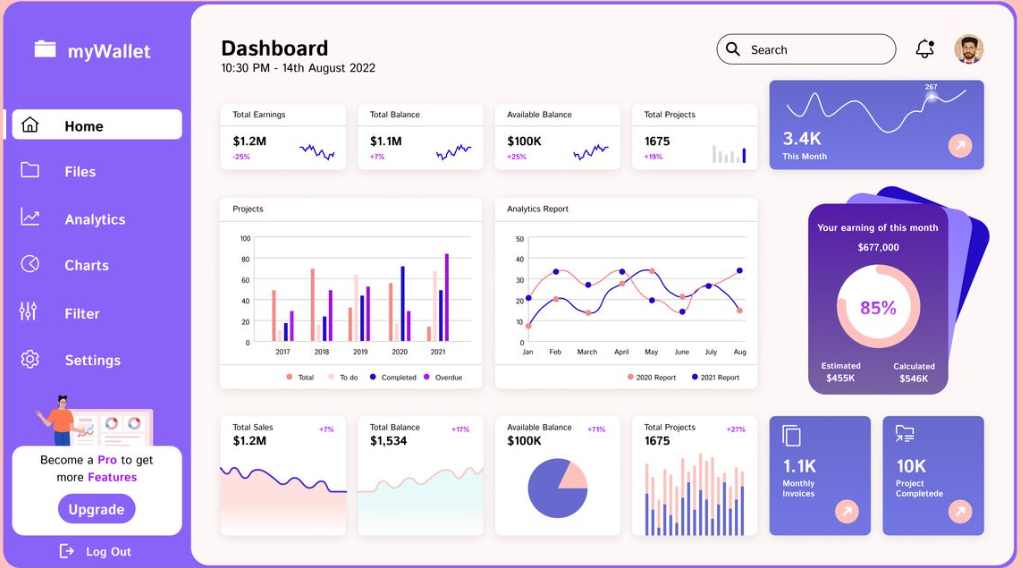 myWallet
Home
Files
Analytics
Charts
Filter
Settings
Become a Pro to get
more Features
Upgrade
Log Out
Dashboard
10:30 PM - 14th August 2022
Search
Total Earnings
$1.2M
-25%
Total Balance
$1.1M
+7%
Available Balance
$100K
+25%
Total Projects
1675
+19%
267
3.4K
This Month
Projects
100
80
60
40
20
0
2017 2018 2019 2020 2021
Total To do Completed Overdue
Analytics Report
50
40
30
20
10
0
Jan Feb March April May June July Aug
2020 Report 2021 Report
Your earning of this month
$677,000
85%
Estimated
$455K
Calculated
$546K
Total Sales
+7%
$1.2M
Total Balance
+17%
$1,534
Available Balance
+71%
$100K
Total Projects
+27%
1675
1.1K
Monthly
Invoices
10K
Project
Completede